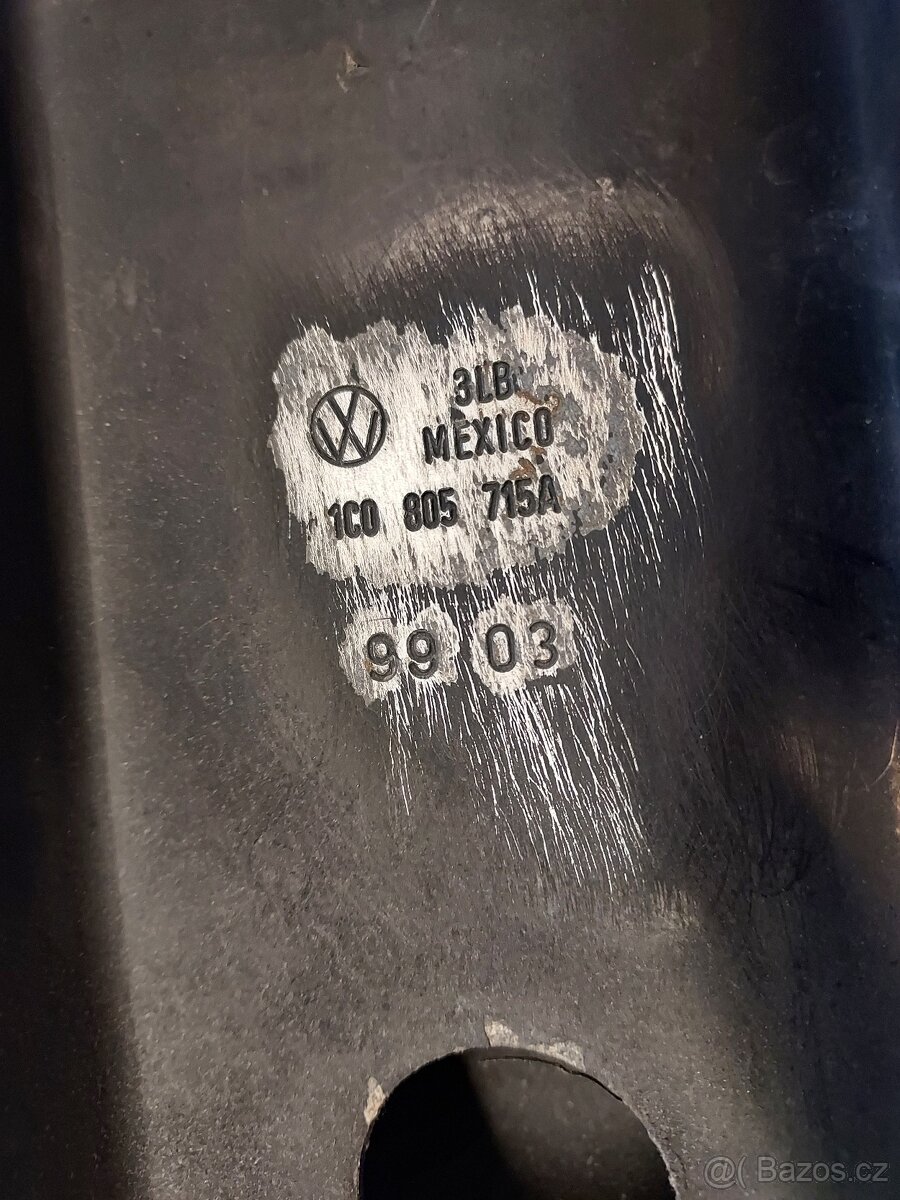 3LB
MEXICO
1C0 805 715A
99 03
@( Bazos.cz